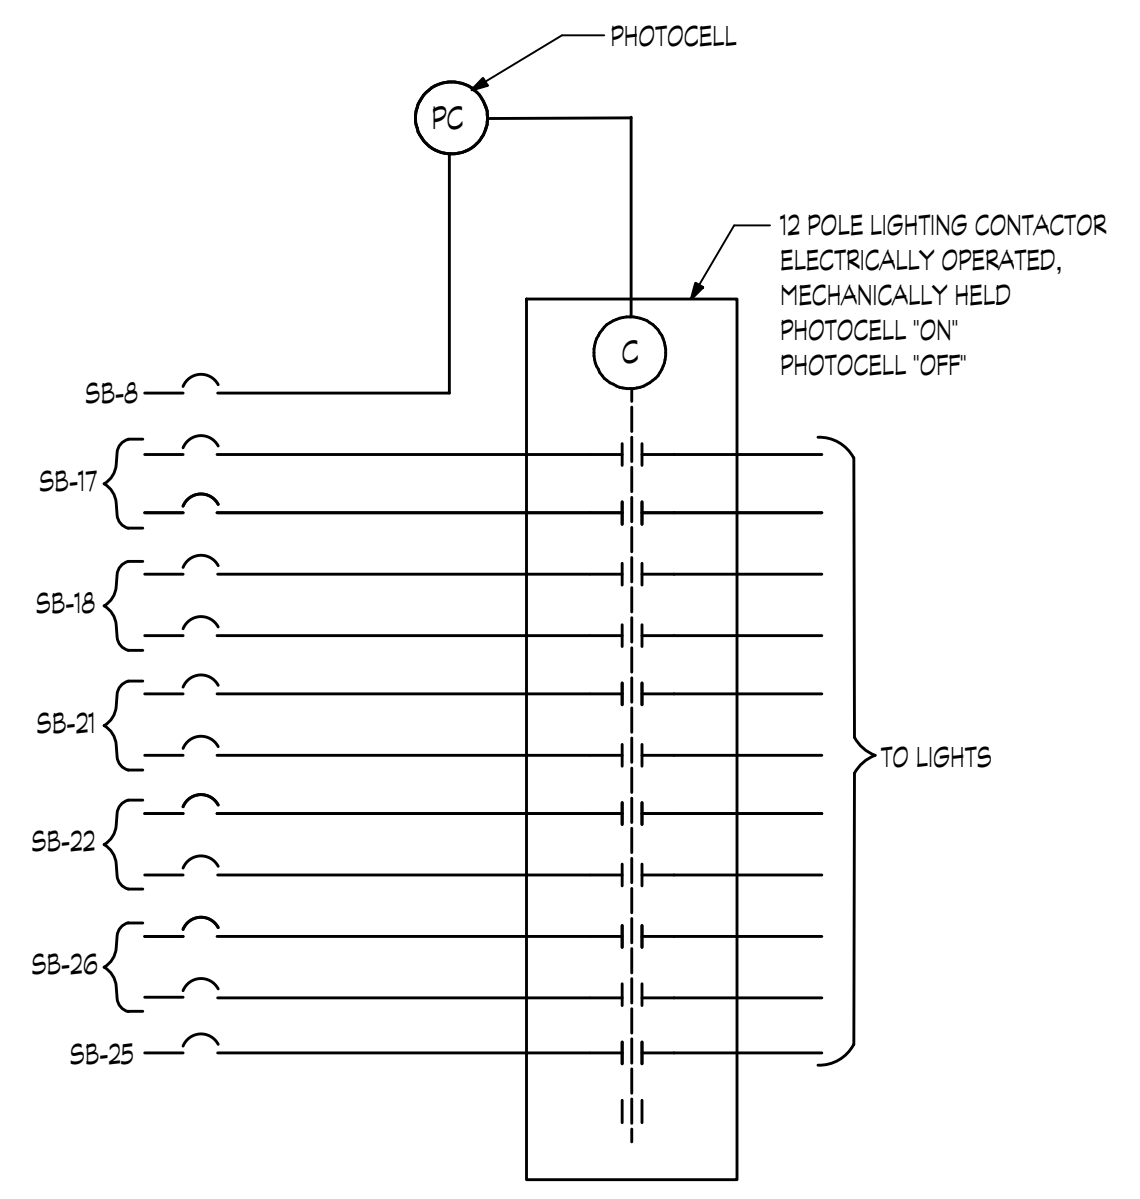 PHOTOCELL
PC
12 POLE LIGHTING CONTACTOR
ELECTRICALLY OPERATED,
MECHANICALLY HELD
PHOTOCELL "ON"
PHOTOCELL "OFF"
C
SB-8
SB-17
SB-18
SB-21
TO LIGHTS
SB-22
SB-26
SB-25